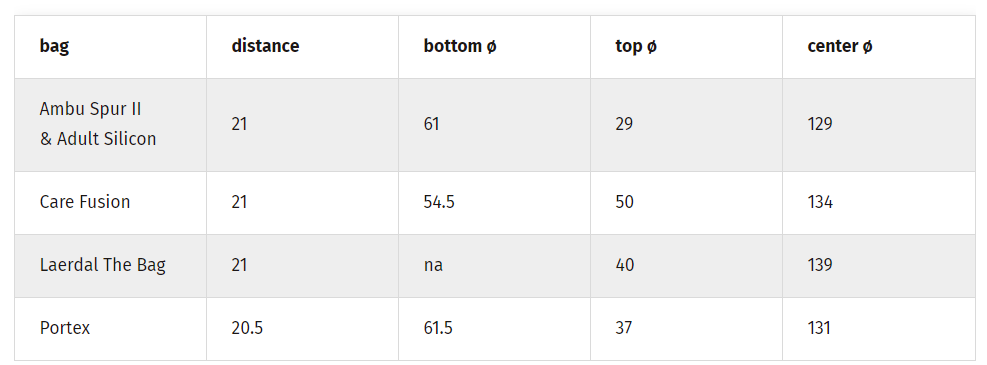 bag distance bottom ø top ø center ø
Ambu Spur II
& Adult Silicon 21 61 29 129
Care Fusion 21 54.5 50 134
Laerdal The Bag 21 na 40 139
Portex 20.5 61.5 37 131